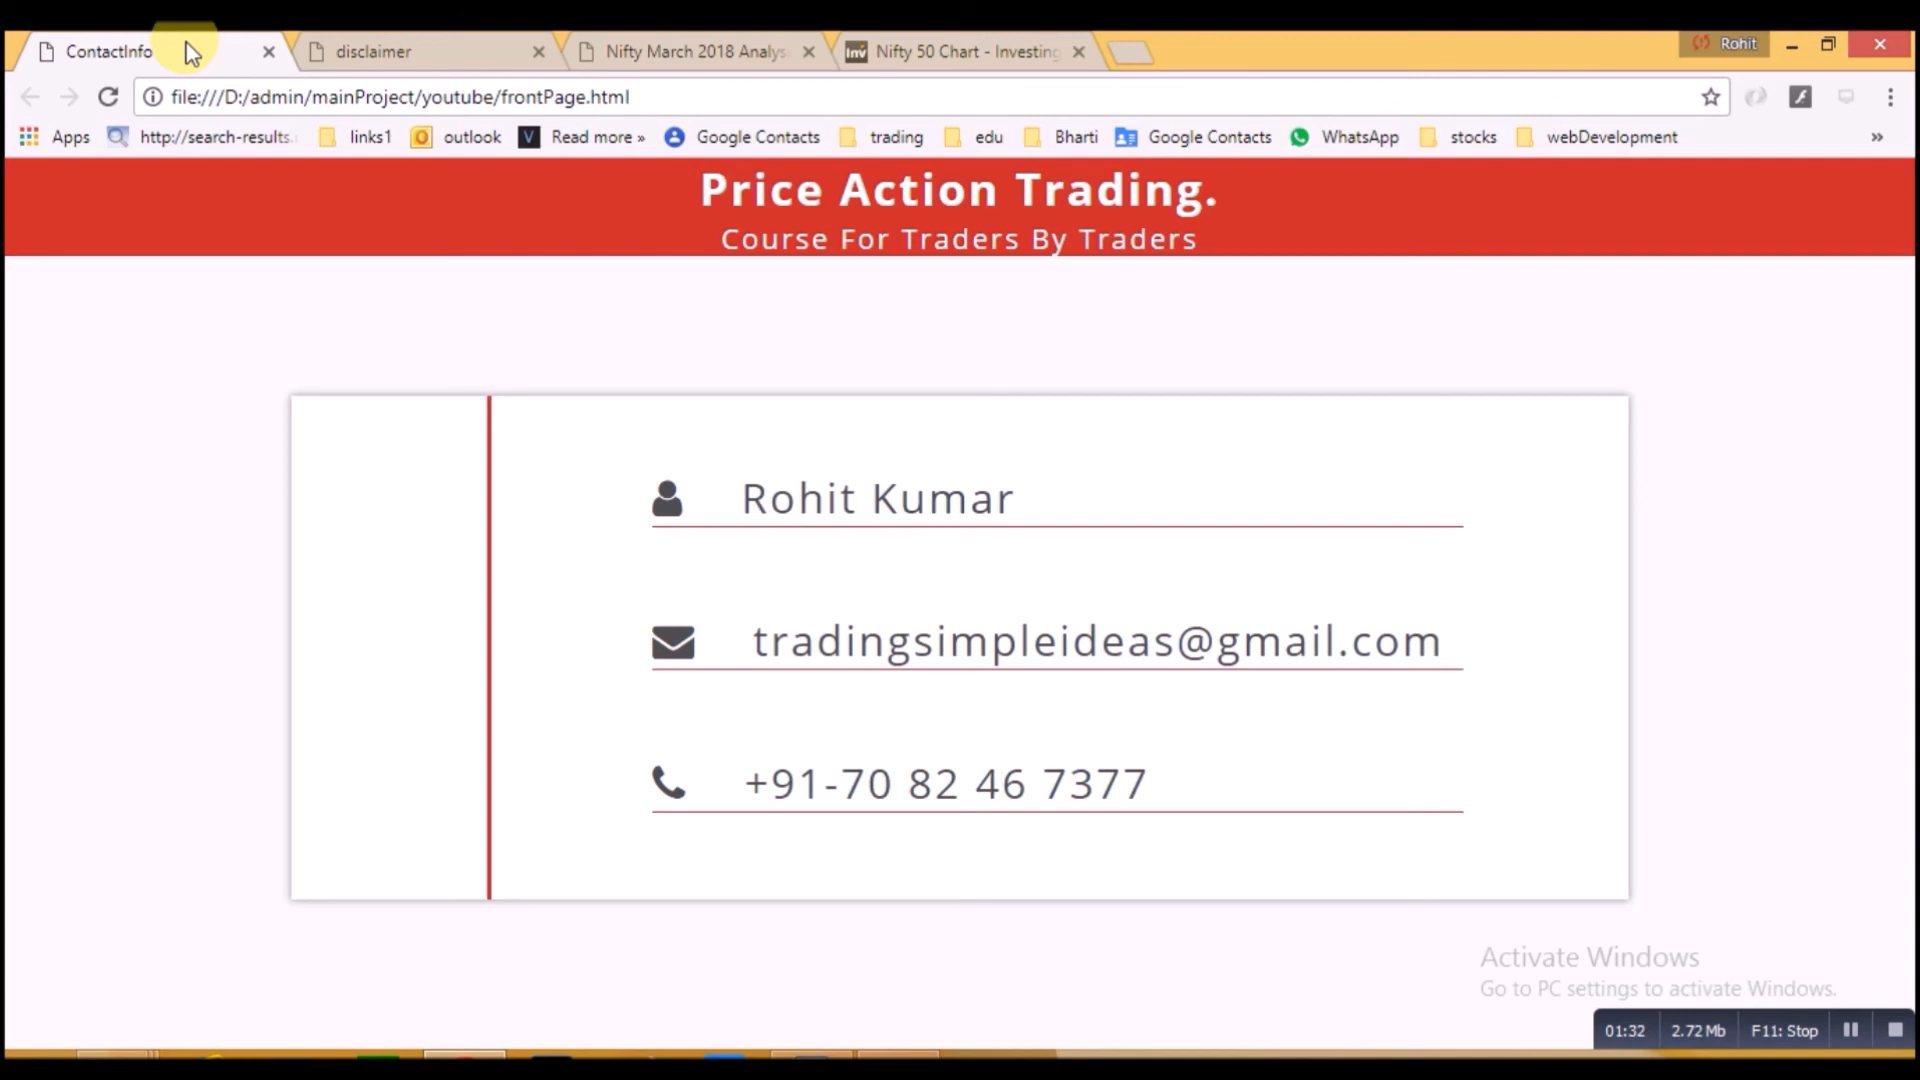 ContactInfo
disclaimer
Nifty March 2018 Analys
Nifty 50 Chart - Investing
Rohit
file:///D:/admin/mainProject/youtube/frontPage.html
Apps
http://search-results.
links1
outlook
V
Read more »
Google Contacts
trading
edu
Bharti
Google Contacts
WhatsApp
stocks
webDevelopment
»
Price Action Trading.
Course For Traders By Traders
Rohit Kumar
tradingsimpleideas@gmail.com
+91-70 82 46 7377
Activate Windows
Go to PC settings to activate Windows.
01:32
2.72 Mb
F11: Stop